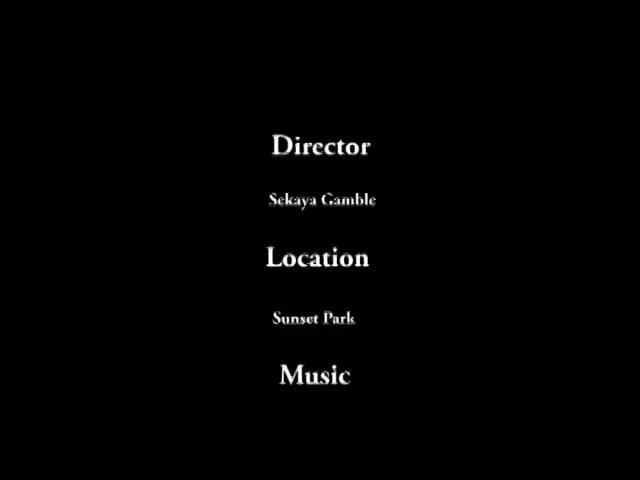 Director
Sekaya Gamble
Location
Sunset Park
Music